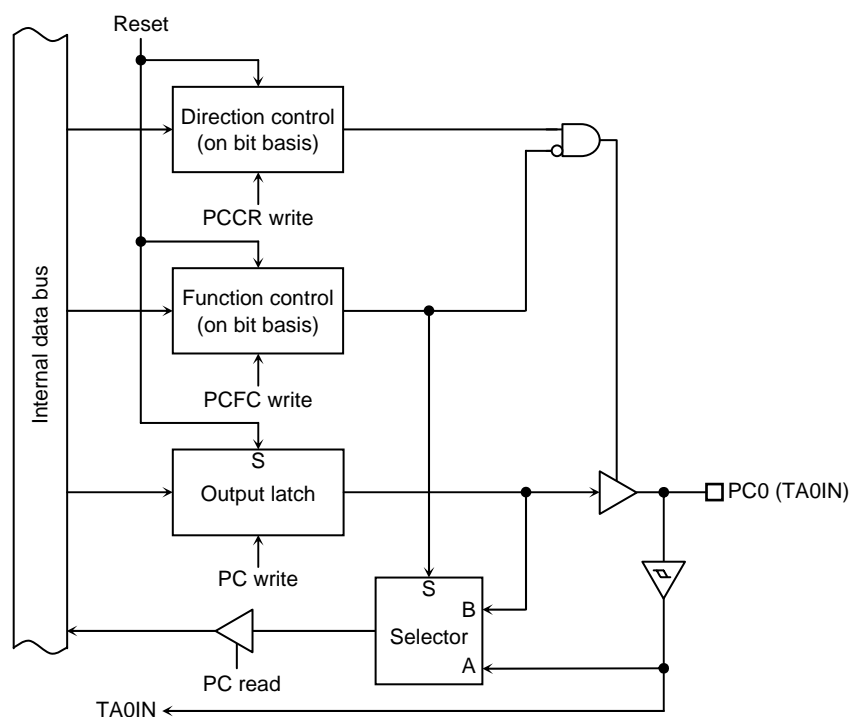 Reset
Direction control
(on bit basis)
PCCR write
Internal data bus
Function control
(on bit basis)
PCFC write
S
Output latch
PC0 (TA0IN)
PC write
S
B
Selector
A
PC read
TA0IN